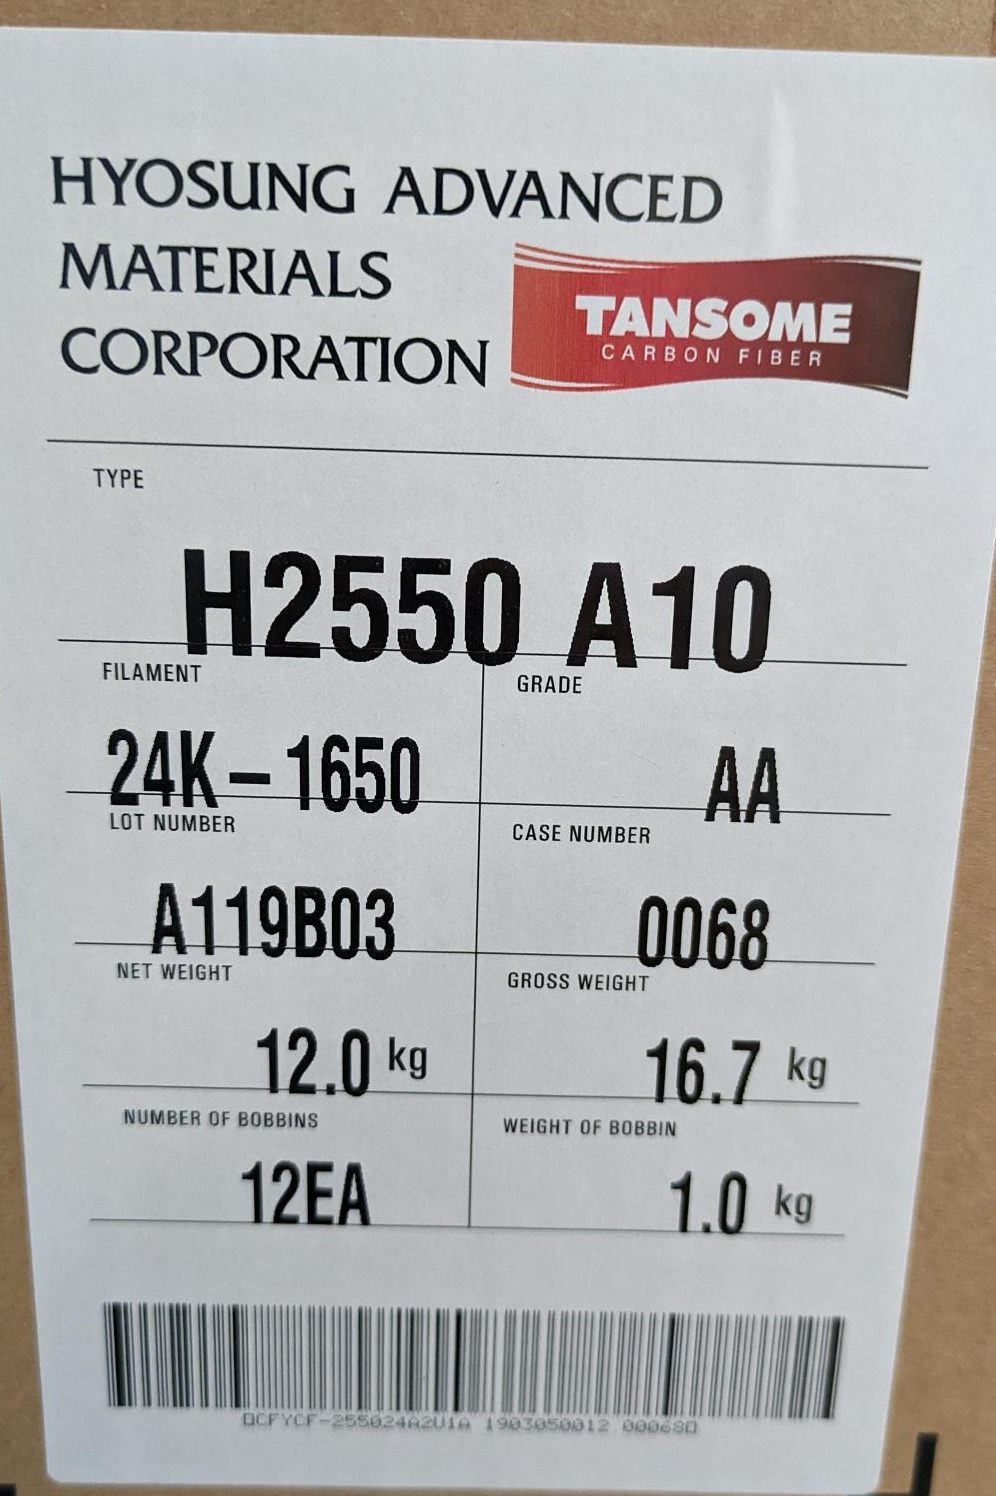 HYOSUNG ADVANCED
MATERIALS
CORPORATION
TANSOME
CARBON FIBER
TYPE
H2550 A10
FILAMENT
GRADE
24K-1650
AA
LOT NUMBER
CASE NUMBER
A119B03
0068
NET WEIGHT
GROSS WEIGHT
12.0 kg
16.7 kg
NUMBER OF BOBBINS
WEIGHT OF BOBBIN
12EA
1.0 kg